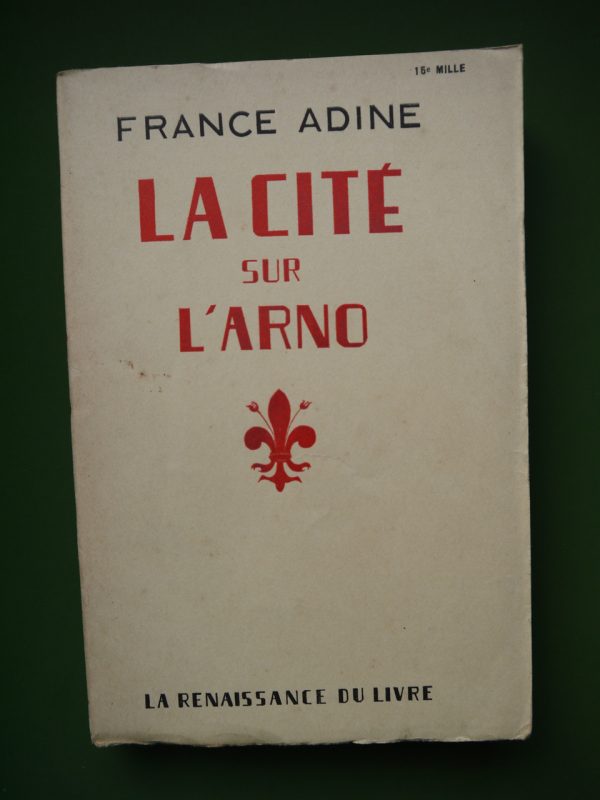 15e MILLE
FRANCE ADINE
LA CITÉ
SUR
L'ARNO
LA RENAISSANCE DU LIVRE